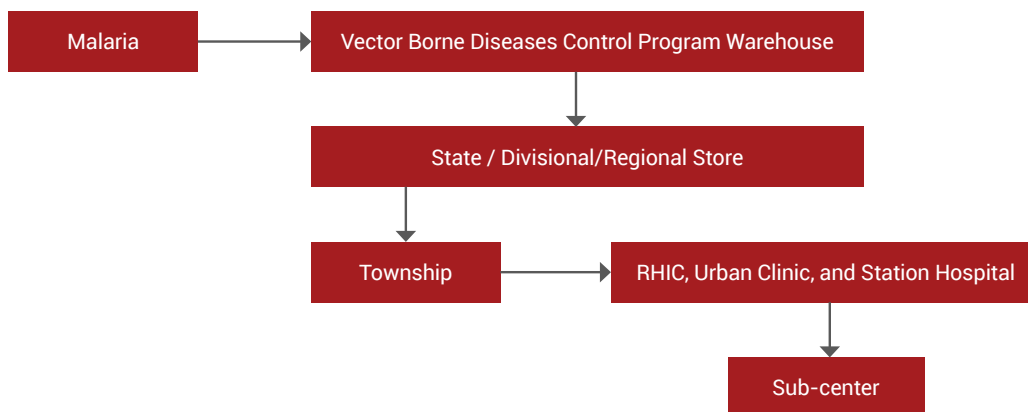 Malaria
Vector Borne Diseases Control Program Warehouse
State / Divisional/Regional Store
Township
RHIC, Urban Clinic, and Station Hospital
Sub-center